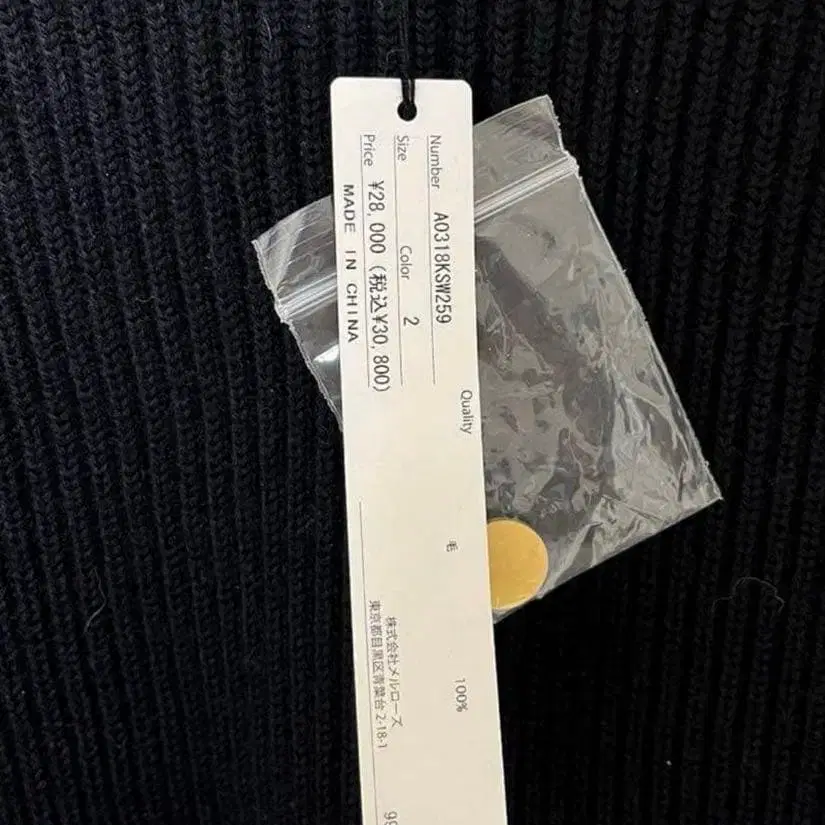 Number A0318KSW259
Size Color 2
Price ¥28,000 (税込¥30,800)
MADE IN CHINA
Quality
毛 100%
株式会社メルローズ
東京都目黒区青葉台 2-18-1